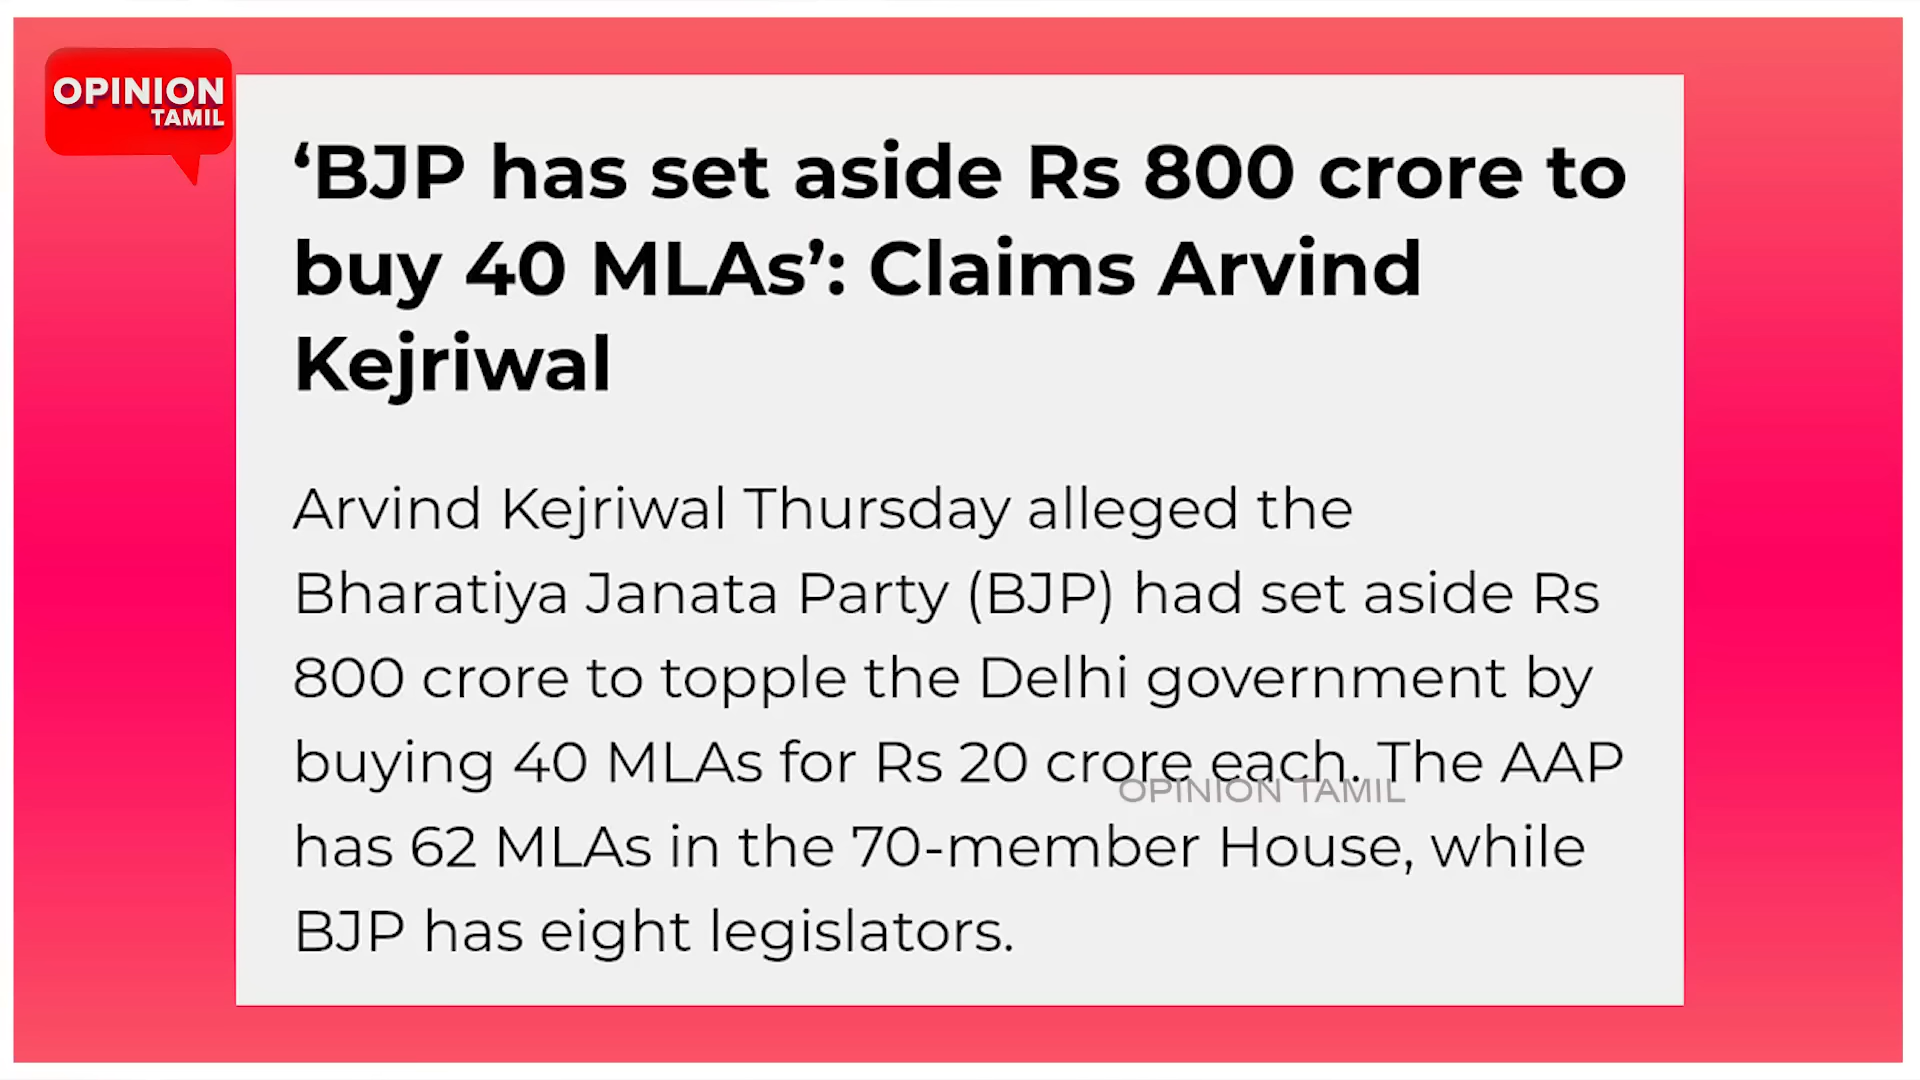 OPINION
TAMIL
‘BJP has set aside Rs 800 crore to
buy 40 MLAs’: Claims Arvind
Kejriwal
Arvind Kejriwal Thursday alleged the
Bharatiya Janata Party (BJP) had set aside Rs
800 crore to topple the Delhi government by
buying 40 MLAs for Rs 20 crore each. The AAP
OPINION TAMIL
has 62 MLAs in the 70-member House, while
BJP has eight legislators.